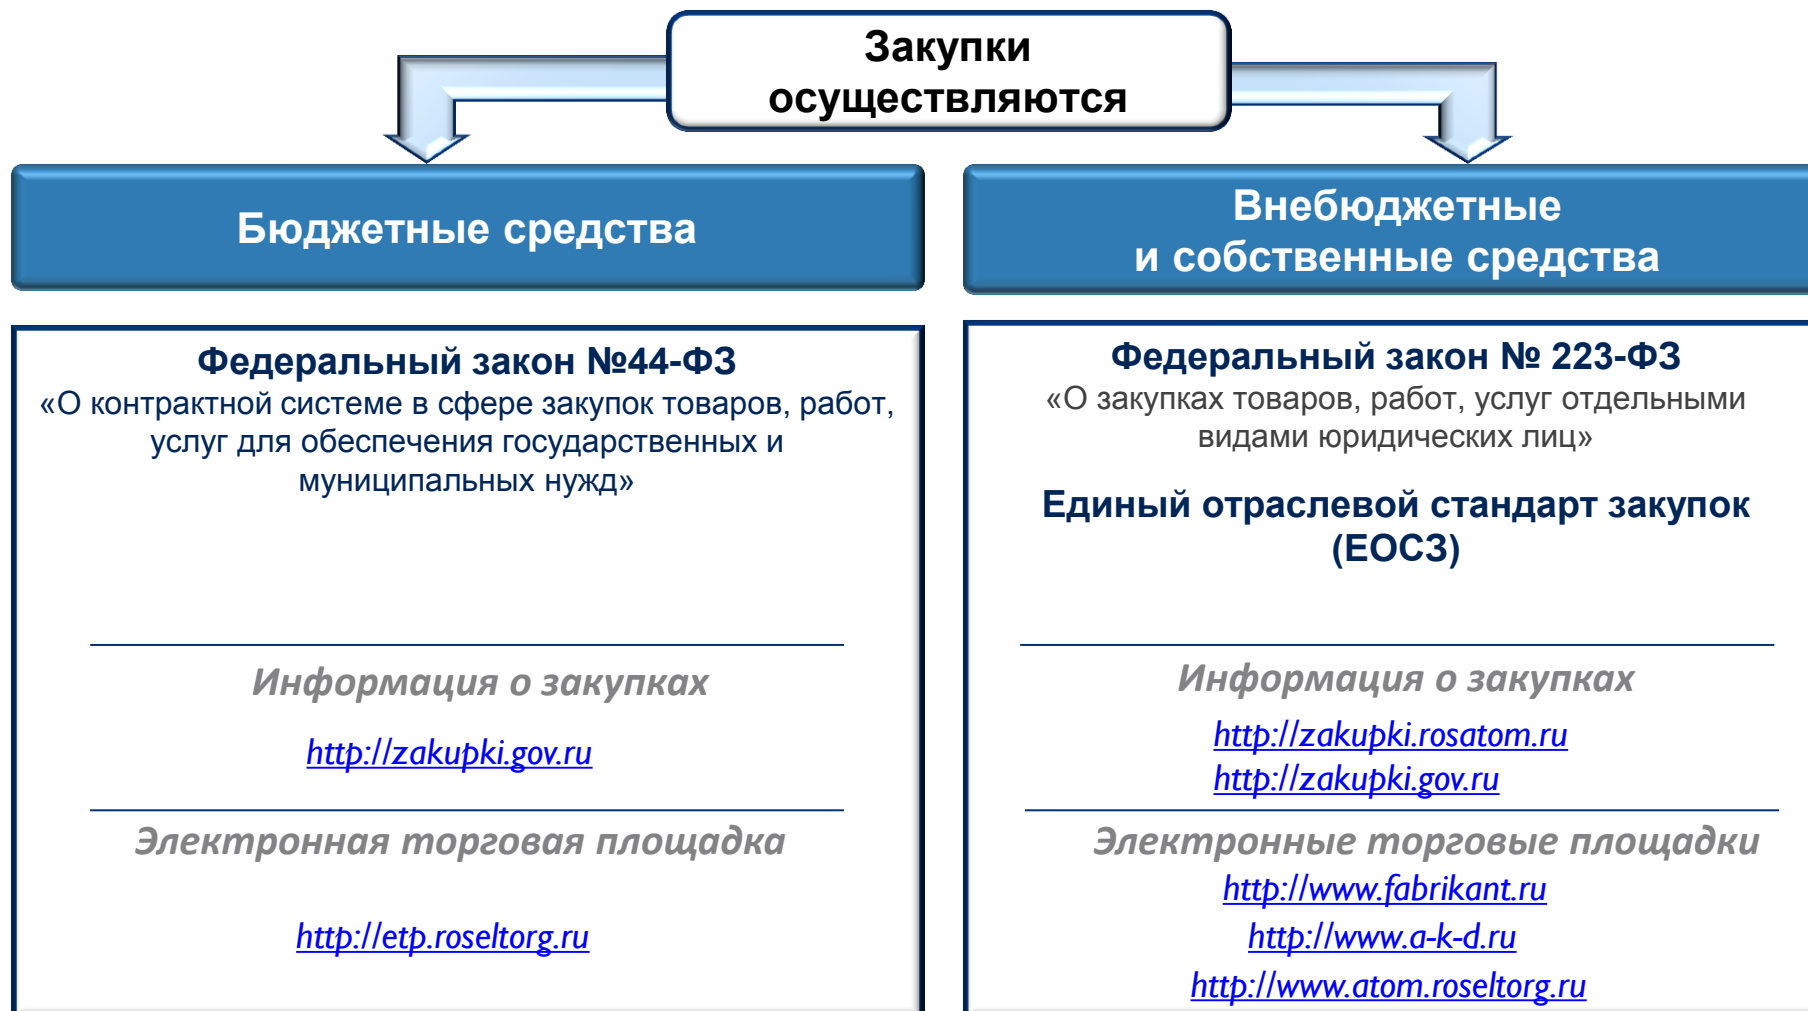 Закупки
осуществляются
Бюджетные средства
Федеральный закон №44-ФЗ
«О контрактной системе в сфере закупок товаров, работ,
услуг для обеспечения государственных и
муниципальных нужд»
Информация о закупках
http://zakupki.gov.ru
Электронная торговая площадка
http://etp.roseltorg.ru
Внебюджетные
и собственные средства
Федеральный закон № 223-ФЗ
«О закупках товаров, работ, услуг отдельными
видами юридических лиц»
Единый отраслевой стандарт закупок
(ЕОСЗ)
Информация о закупках
http://zakupki.rosatom.ru
http://zakupki.gov.ru
Электронные торговые площадки
http://www.fabrikant.ru
http://www.a-k-d.ru
http://www.atom.roseltorg.ru